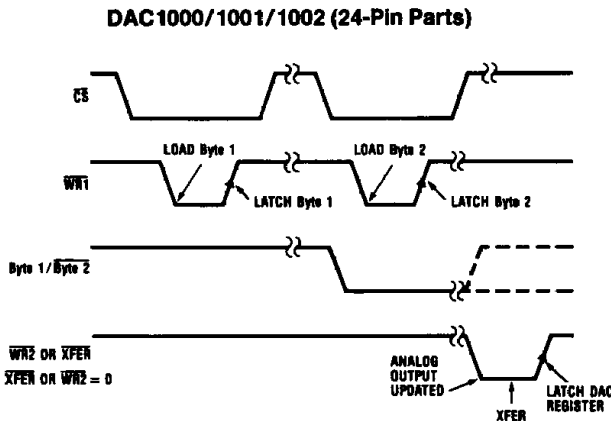 DAC1000/1001/1002 (24-Pin Parts)
CS
LOAD Byte 1
LOAD Byte 2
WR1
LATCH Byte 1
LATCH Byte 2
Byte 1/Byte 2
WR2 OR XFER
XFER OR WR2 = 0
ANALOG
OUTPUT
UPDATED
XFER
LATCH DAC
REGISTER